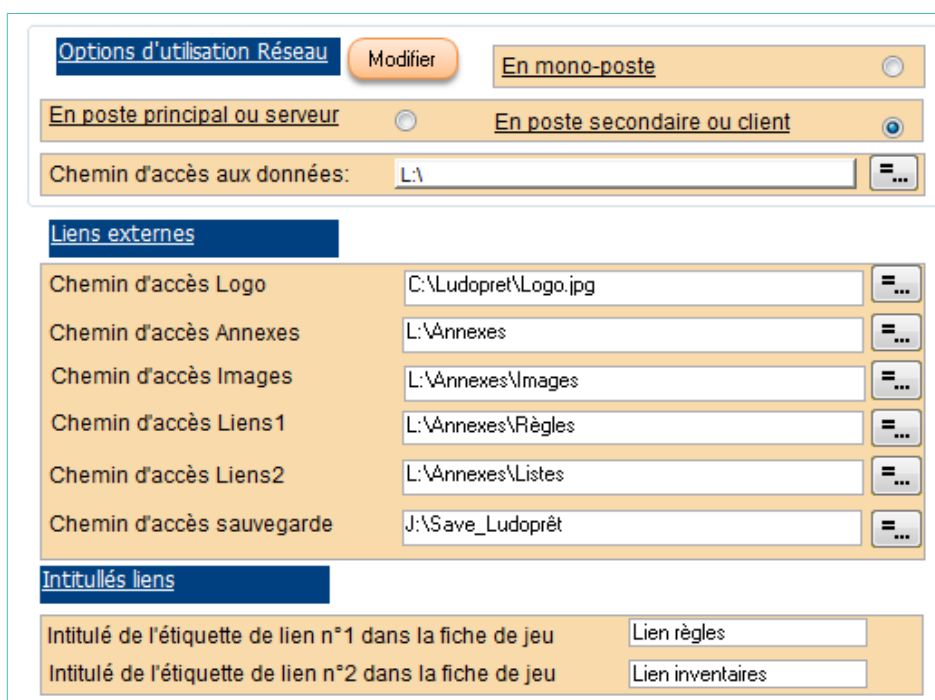 Options d'utilisation Réseau
Modifier
En mono-poste
En poste principal ou serveur
En poste secondaire ou client
Chemin d'accès aux données: L:\ =...
Liens externes
Chemin d'accès Logo C:\Ludopret\Logo.jpg =...
Chemin d'accès Annexes L:\Annexes =...
Chemin d'accès Images L:\Annexes\Images =...
Chemin d'accès Liens1 L:\Annexes\Règles =...
Chemin d'accès Liens2 L:\Annexes\Listes =...
Chemin d'accès sauvegarde J:\Save_Ludoprêt =...
Intitullés liens
Intitulé de l'étiquette de lien n°1 dans la fiche de jeu Lien règles
Intitulé de l'étiquette de lien n°2 dans la fiche de jeu Lien inventaires